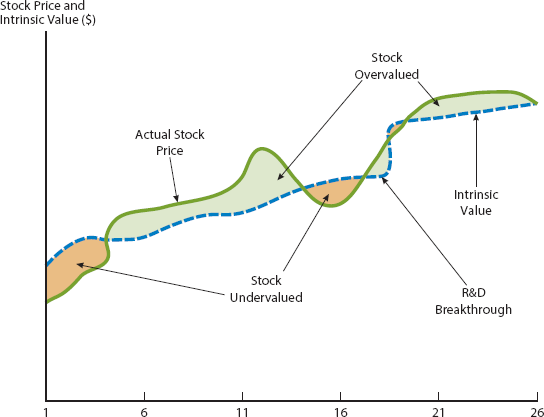 Stock Price and
Intrinsic Value ($)
Stock
Overvalued
Actual Stock
Price
Intrinsic
Value
Stock
Undervalued
R&D
Breakthrough
1 6 11 16 21 26